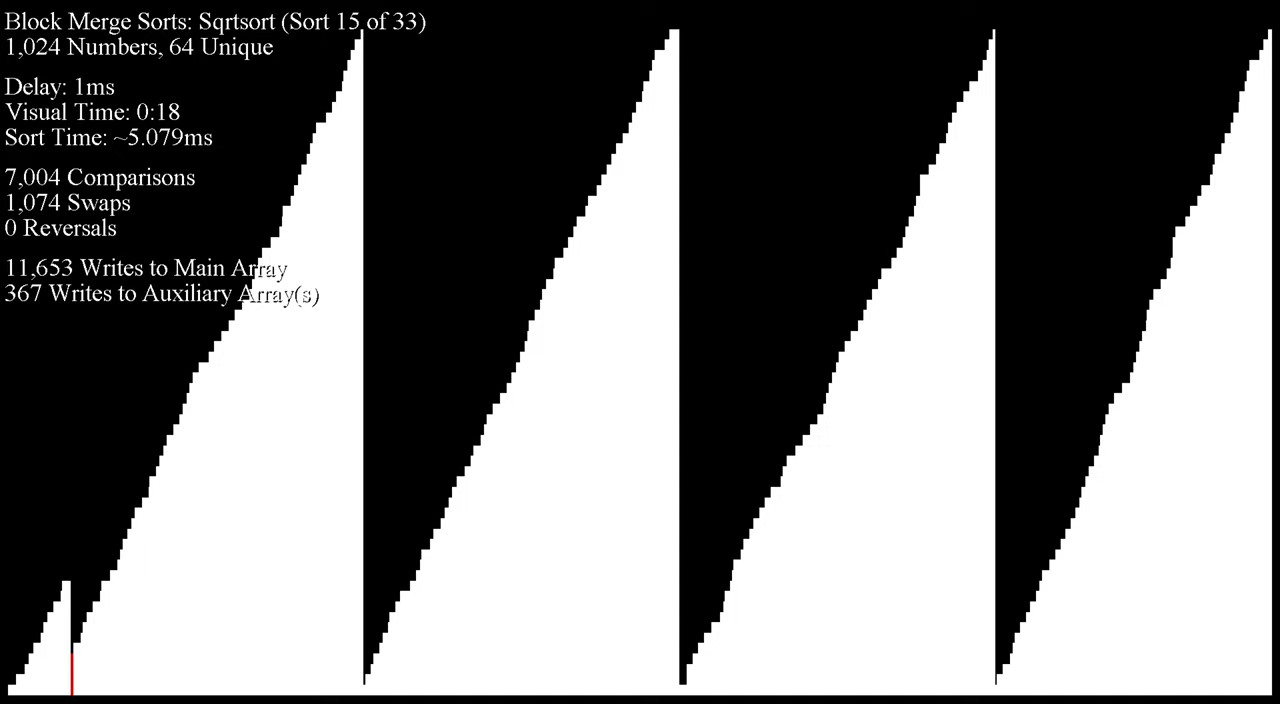 Block Merge Sorts: Sqrtsort (Sort 15 of 33)
1,024 Numbers, 64 Unique
Delay: 1ms
Visual Time: 0:18
Sort Time: ~5.079ms
7,004 Comparisons
1,074 Swaps
0 Reversals
11,653 Writes to Main Array
367 Writes to Auxiliary Array(s)